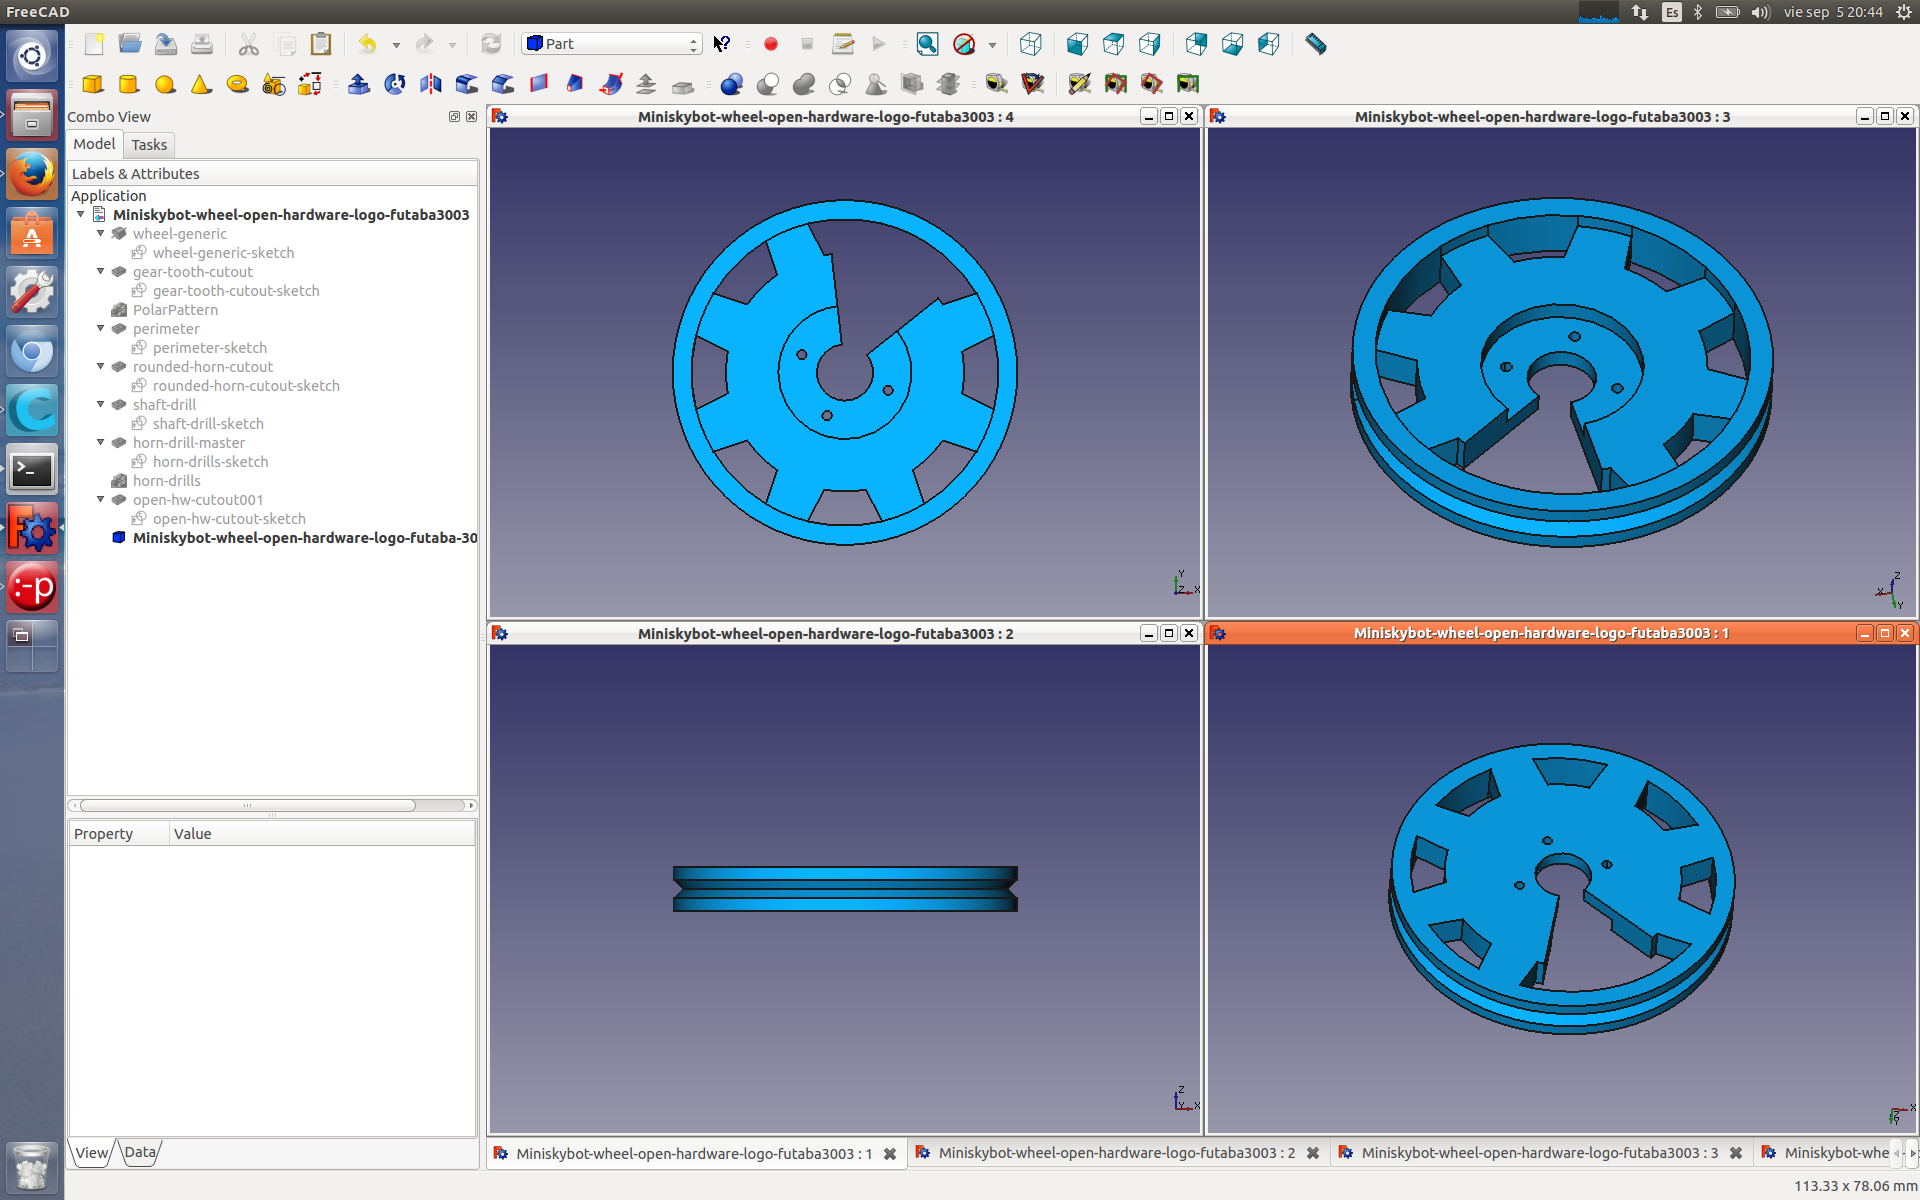 FreeCAD
Es
vie sep 5 20:44
Part
Combo View
Model
Tasks
Labels & Attributes
Application
Miniskybot-wheel-open-hardware-logo-futaba3003
wheel-generic
wheel-generic-sketch
gear-tooth-cutout
gear-tooth-cutout-sketch
PolarPattern
perimeter
perimeter-sketch
rounded-horn-cutout
rounded-horn-cutout-sketch
shaft-drill
shaft-drill-sketch
horn-drill-master
horn-drills-sketch
horn-drills
open-hw-cutout001
open-hw-cutout-sketch
Miniskybot-wheel-open-hardware-logo-futaba-30
Property
Value
View
Data
Miniskybot-wheel-open-hardware-logo-futaba3003 : 4
Y
Z
X
Miniskybot-wheel-open-hardware-logo-futaba3003 : 3
Z
X
Y
Miniskybot-wheel-open-hardware-logo-futaba3003 : 2
Z
Y
X
Miniskybot-wheel-open-hardware-logo-futaba3003 : 1
X
Z
Y
Miniskybot-wheel-open-hardware-logo-futaba3003 : 1
Miniskybot-wheel-open-hardware-logo-futaba3003 : 2
Miniskybot-wheel-open-hardware-logo-futaba3003 : 3
Miniskybot-whe
113.33 x 78.06 mm
:-p